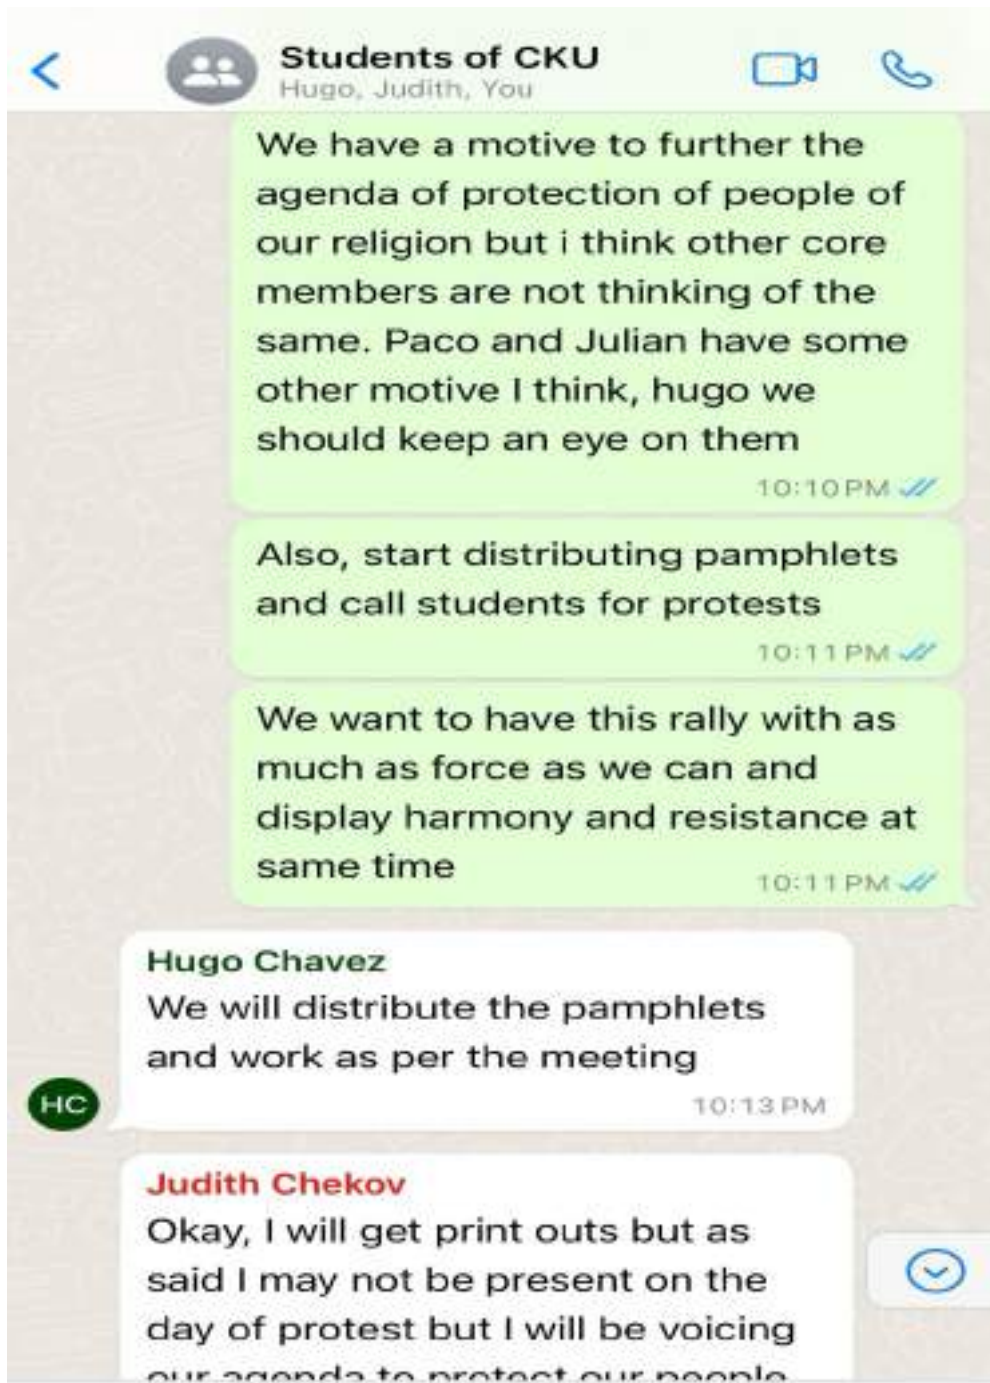 Students of CKU
Hugo, Judith, You
We have a motive to further the
agenda of protection of people of
our religion but i think other core
members are not thinking of the
same. Paco and Julian have some
other motive I think, hugo we
should keep an eye on them
10:10 PM
Also, start distributing pamphlets
and call students for protests
10:11 PM
We want to have this rally with as
much as force as we can and
display harmony and resistance at
same time
10:11 PM
Hugo Chavez
We will distribute the pamphlets
and work as per the meeting
HC
10:13 PM
Judith Chekov
Okay, I will get print outs but as
said I may not be present on the
day of protest but I will be voicing
our agenda to protect our people